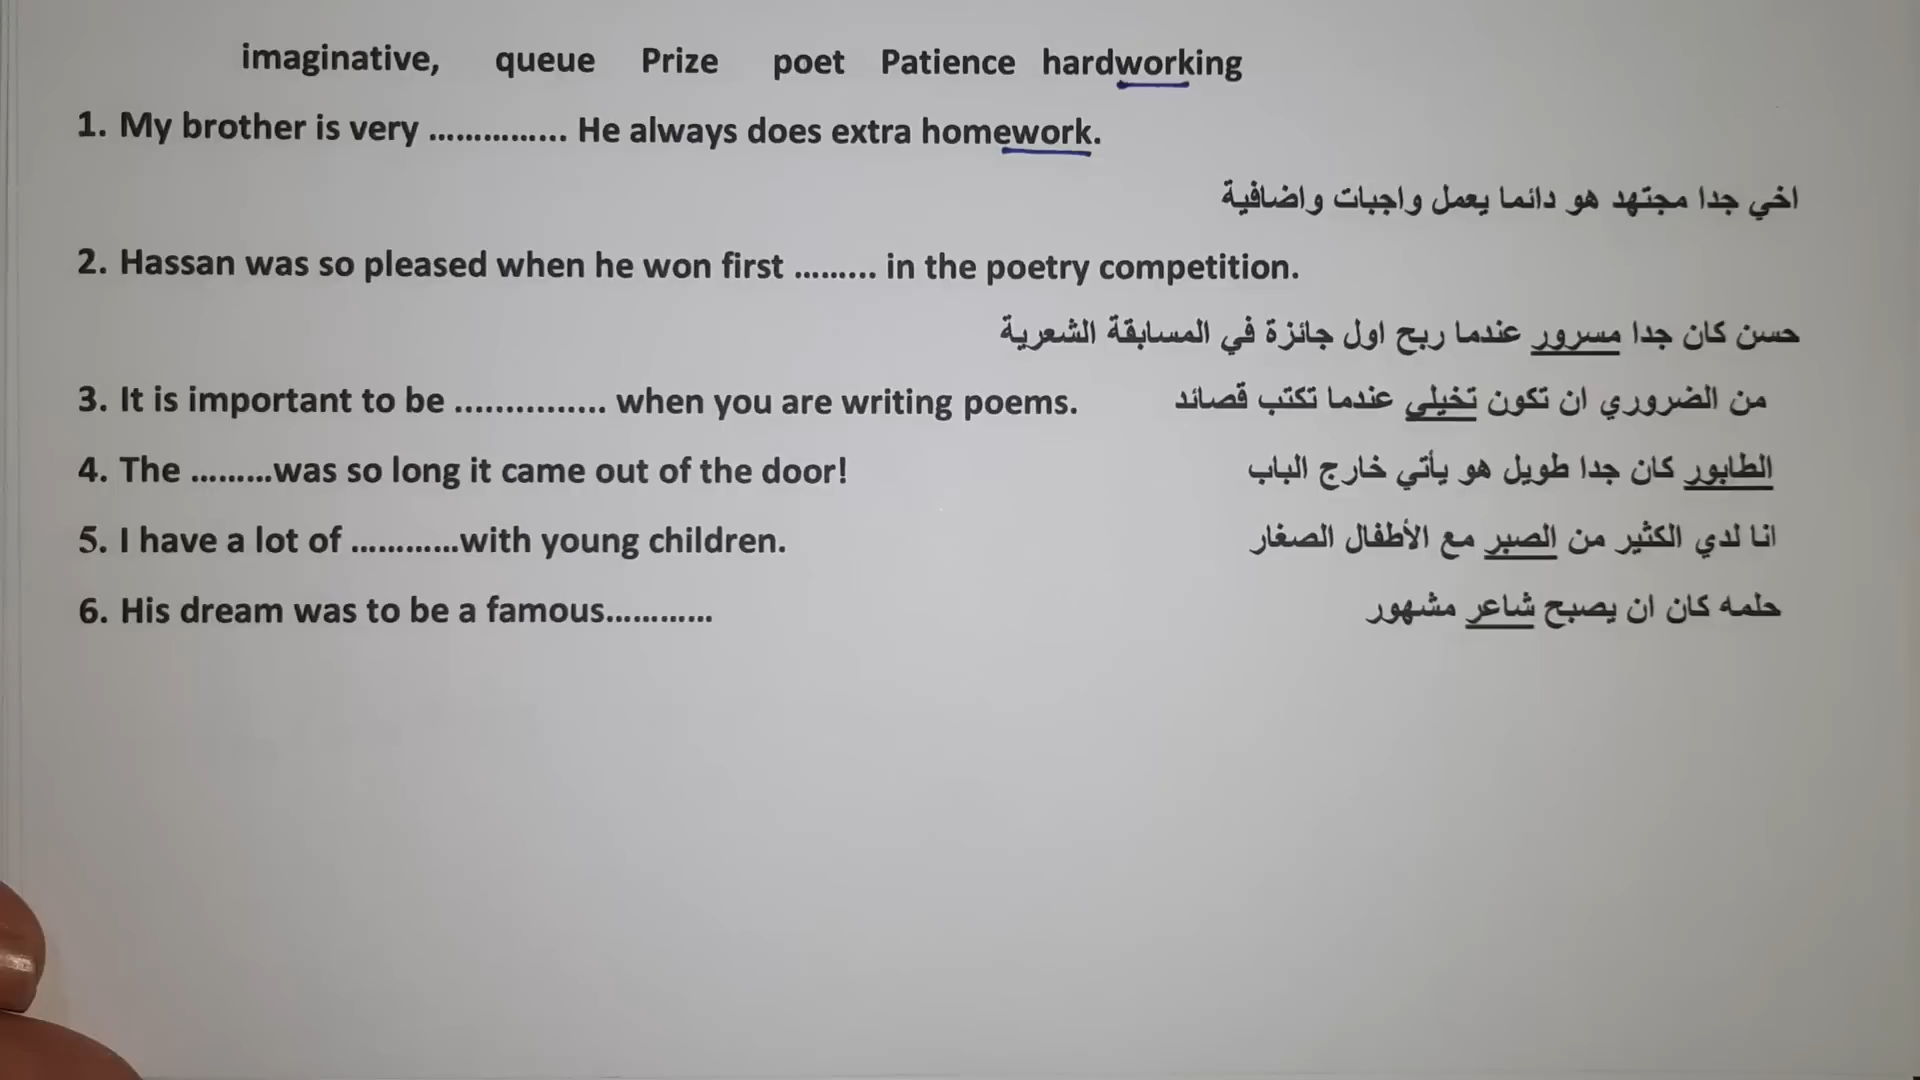 imaginative, queue Prize poet Patience hardworking
1. My brother is very ............... He always does extra homework.
اخي جدا مجتهد هو دائما يعمل واجبات واضافية
2. Hassan was so pleased when he won first ......... in the poetry competition.
حسن كان جدا مسرور عندما ربح اول جائزة في المسابقة الشعرية
3. It is important to be ............... when you are writing poems. من الضروري ان تكون تخيلي عندما تكتب قصائد
4. The .........was so long it came out of the door! الطابور كان جدا طويل هو يأتي خارج الباب
5. I have a lot of ............with young children. انا لدي الكثير من الصبر مع الأطفال الصغار
6. His dream was to be a famous............ حلمه كان ان يصبح شاعر مشهور